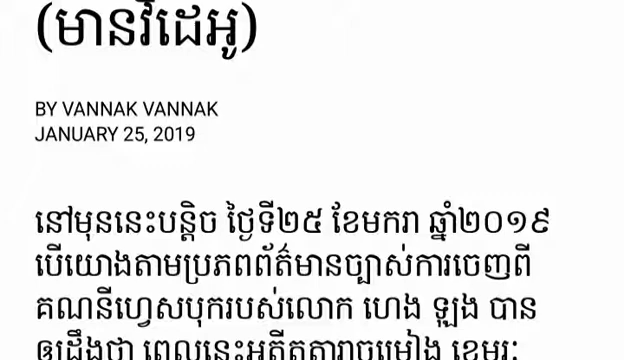 (មានវិដេអូ)
BY VANNAK VANNAK
JANUARY 25, 2019
នៅមុននេះបន្តិច ថ្ងៃទី២៥ ខែមករា ឆ្នាំ២០១៩
បើយោងតាមប្រភពព័ត៌មានច្បាស់ការចេញពី
គណនីហ្វេសបុករបស់លោក ហេង ឡុង បាន
ឲ្យដឹងថា ពេលនេះអតីតតារាចម្រៀង ខេមរៈ